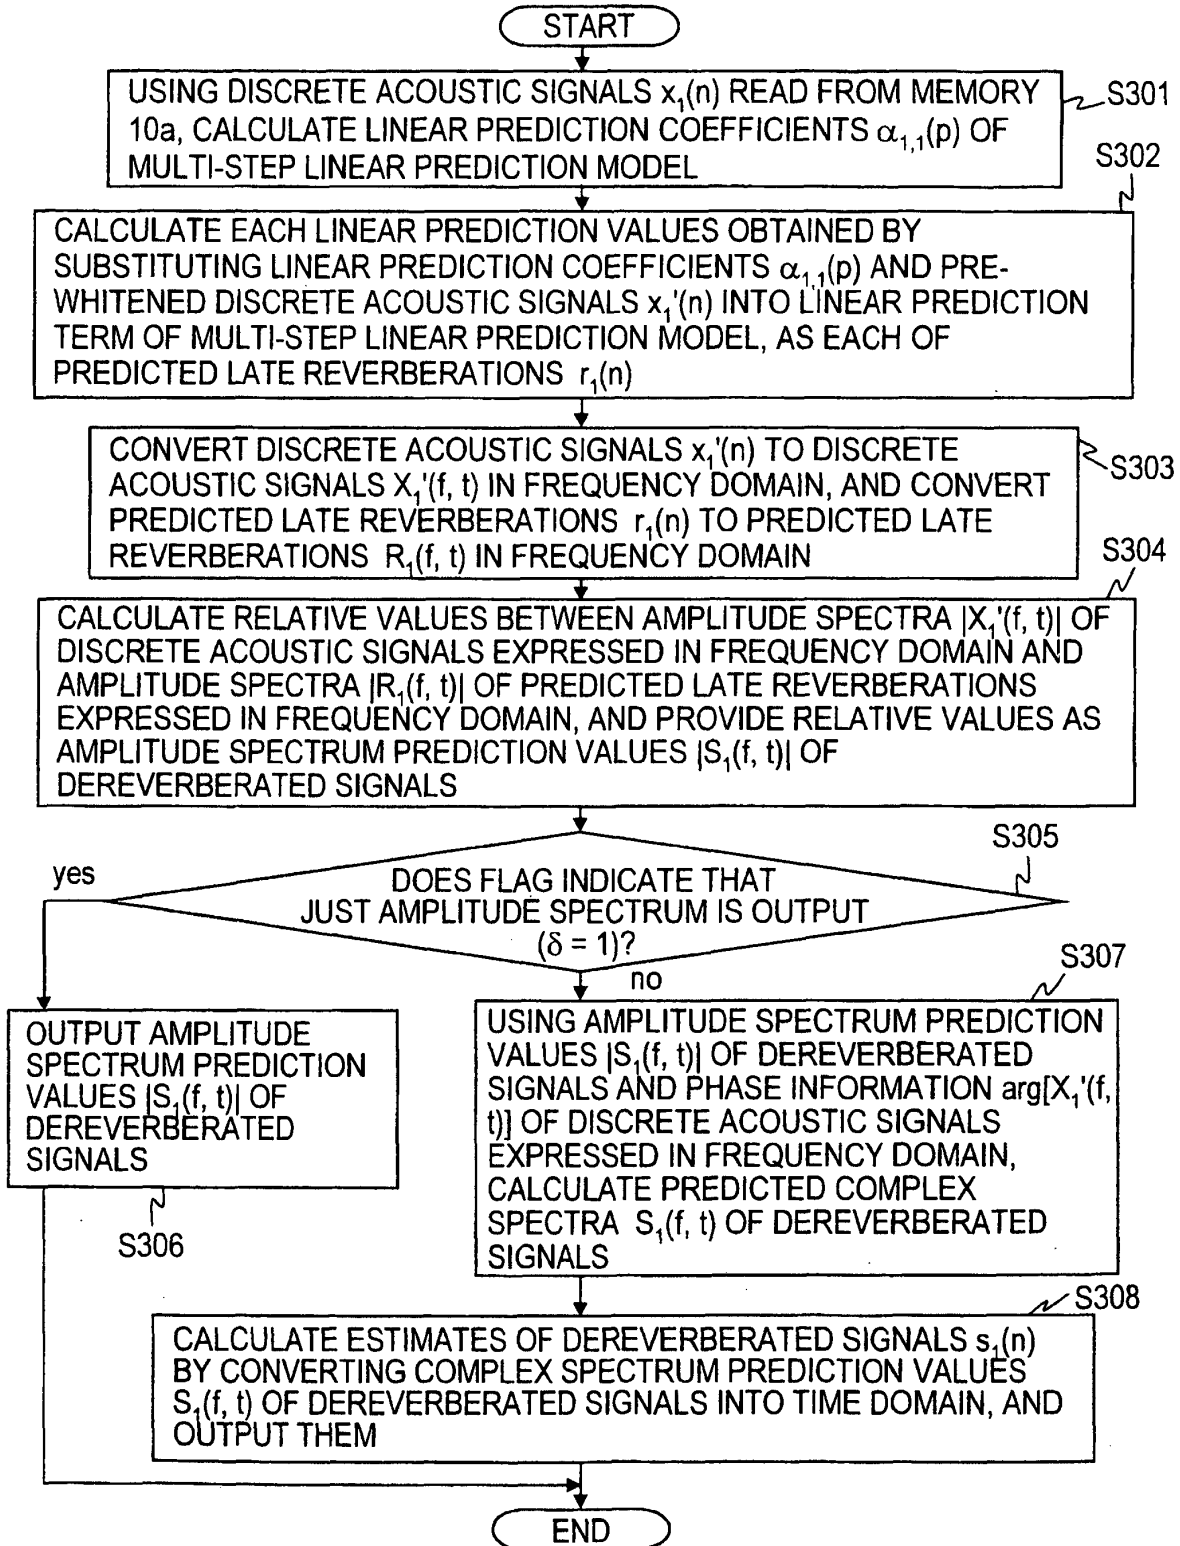 START
USING DISCRETE ACOUSTIC SIGNALS x₁(n) READ FROM MEMORY
10a, CALCULATE LINEAR PREDICTION COEFFICIENTS α₁,₁(p) OF
MULTI-STEP LINEAR PREDICTION MODEL
S301
S302
CALCULATE EACH LINEAR PREDICTION VALUES OBTAINED BY
SUBSTITUTING LINEAR PREDICTION COEFFICIENTS α₁,₁(p) AND PRE-
WHITENED DISCRETE ACOUSTIC SIGNALS x₁'(n) INTO LINEAR PREDICTION
TERM OF MULTI-STEP LINEAR PREDICTION MODEL, AS EACH OF
PREDICTED LATE REVERBERATIONS r₁(n)
CONVERT DISCRETE ACOUSTIC SIGNALS x₁'(n) TO DISCRETE
ACOUSTIC SIGNALS X₁'(f, t) IN FREQUENCY DOMAIN, AND CONVERT
PREDICTED LATE REVERBERATIONS r₁(n) TO PREDICTED LATE
REVERBERATIONS R₁(f, t) IN FREQUENCY DOMAIN
S303
S304
CALCULATE RELATIVE VALUES BETWEEN AMPLITUDE SPECTRA |X₁'(f, t)| OF
DISCRETE ACOUSTIC SIGNALS EXPRESSED IN FREQUENCY DOMAIN AND
AMPLITUDE SPECTRA |R₁(f, t)| OF PREDICTED LATE REVERBERATIONS
EXPRESSED IN FREQUENCY DOMAIN, AND PROVIDE RELATIVE VALUES AS
AMPLITUDE SPECTRUM PREDICTION VALUES |S₁(f, t)| OF
DEREVERBERATED SIGNALS
S305
yes
DOES FLAG INDICATE THAT
JUST AMPLITUDE SPECTRUM IS OUTPUT
(δ = 1)?
no
S307
OUTPUT AMPLITUDE
SPECTRUM PREDICTION
VALUES |S₁(f, t)| OF
DEREVERBERATED
SIGNALS
S306
USING AMPLITUDE SPECTRUM PREDICTION
VALUES |S₁(f, t)| OF DEREVERBERATED
SIGNALS AND PHASE INFORMATION arg[X₁'(f,
t)] OF DISCRETE ACOUSTIC SIGNALS
EXPRESSED IN FREQUENCY DOMAIN,
CALCULATE PREDICTED COMPLEX
SPECTRA S₁(f, t) OF DEREVERBERATED
SIGNALS
S308
CALCULATE ESTIMATES OF DEREVERBERATED SIGNALS s₁(n)
BY CONVERTING COMPLEX SPECTRUM PREDICTION VALUES
S₁(f, t) OF DEREVERBERATED SIGNALS INTO TIME DOMAIN, AND
OUTPUT THEM
END